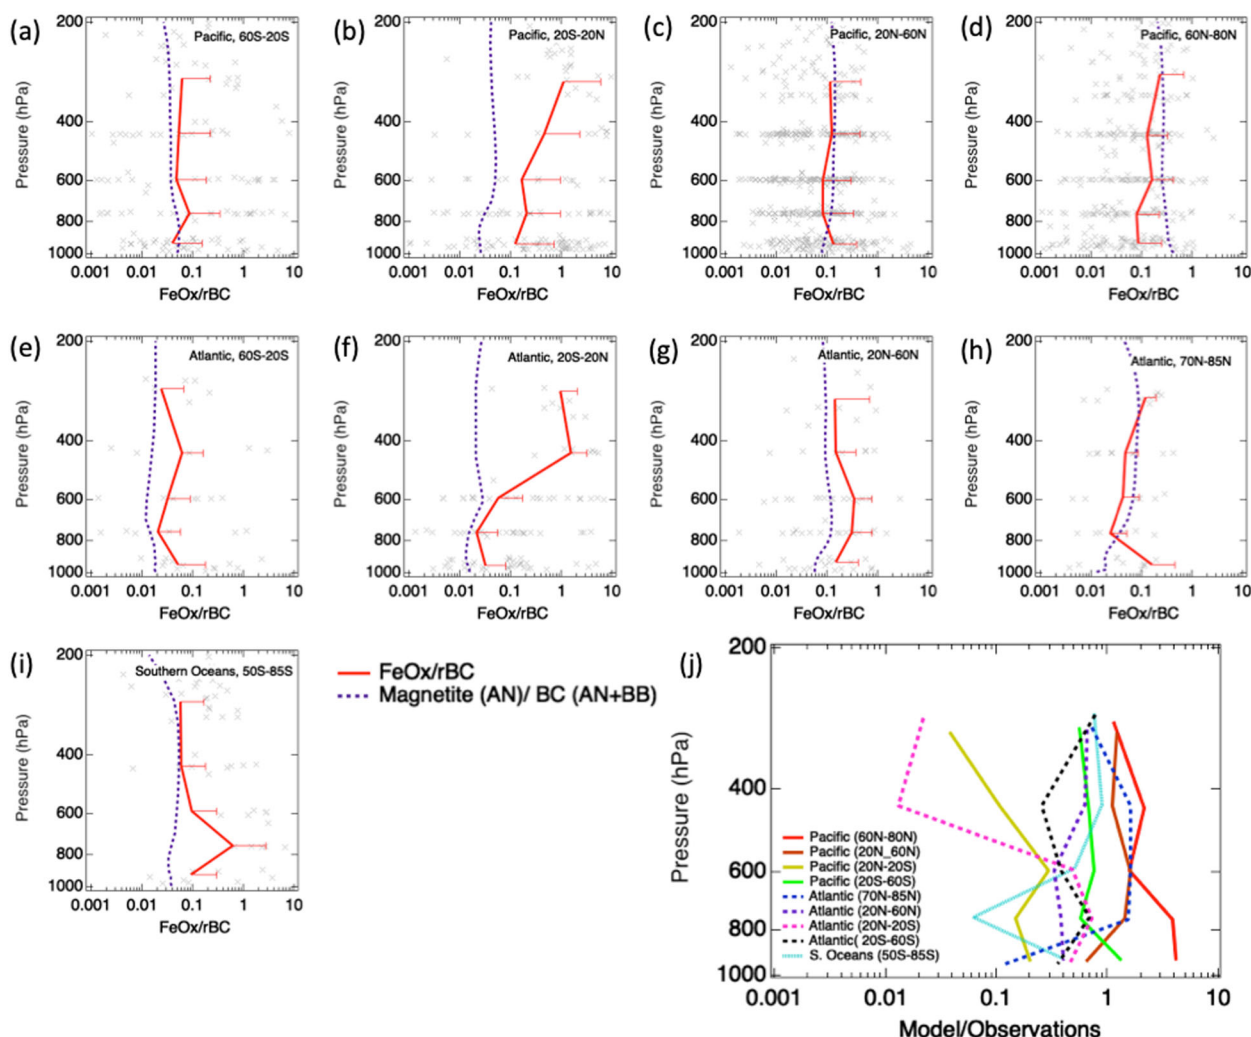 (a)
Pacific, 60S-20S
Pressure (hPa)
200
400
600
800
1000
0.001 0.01 0.1 1 10
FeOx/rBC
(b)
Pacific, 20S-20N
Pressure (hPa)
200
400
600
800
1000
0.001 0.01 0.1 1 10
FeOx/rBC
(c)
Pacific, 20N-60N
Pressure (hPa)
200
400
600
800
1000
0.001 0.01 0.1 1 10
FeOx/rBC
(d)
Pacific, 60N-80N
Pressure (hPa)
200
400
600
800
1000
0.001 0.01 0.1 1 10
FeOx/rBC
(e)
Atlantic, 60S-20S
Pressure (hPa)
200
400
600
800
1000
0.001 0.01 0.1 1 10
FeOx/rBC
(f)
Atlantic, 20S-20N
Pressure (hPa)
200
400
600
800
1000
0.001 0.01 0.1 1 10
FeOx/rBC
(g)
Atlantic, 20N-60N
Pressure (hPa)
200
400
600
800
1000
0.001 0.01 0.1 1 10
FeOx/rBC
(h)
Atlantic, 70N-85N
Pressure (hPa)
200
400
600
800
1000
0.001 0.01 0.1 1 10
FeOx/rBC
(i)
Southern Oceans, 50S-85S
Pressure (hPa)
200
400
600
800
1000
0.001 0.01 0.1 1 10
FeOx/rBC
FeOx/rBC
Magnetite (AN)/ BC (AN+BB)
(j)
Pressure (hPa)
200
400
600
800
1000
Pacific (60N-80N)
Pacific (20N_60N)
Pacific (20N-20S)
Pacific (20S-60S)
Atlantic (70N-85N)
Atlantic (20N-60N)
Atlantic (20N-20S)
Atlantic( 20S-60S)
S. Oceans (50S-85S)
0.001 0.01 0.1 1 10
Model/Observations